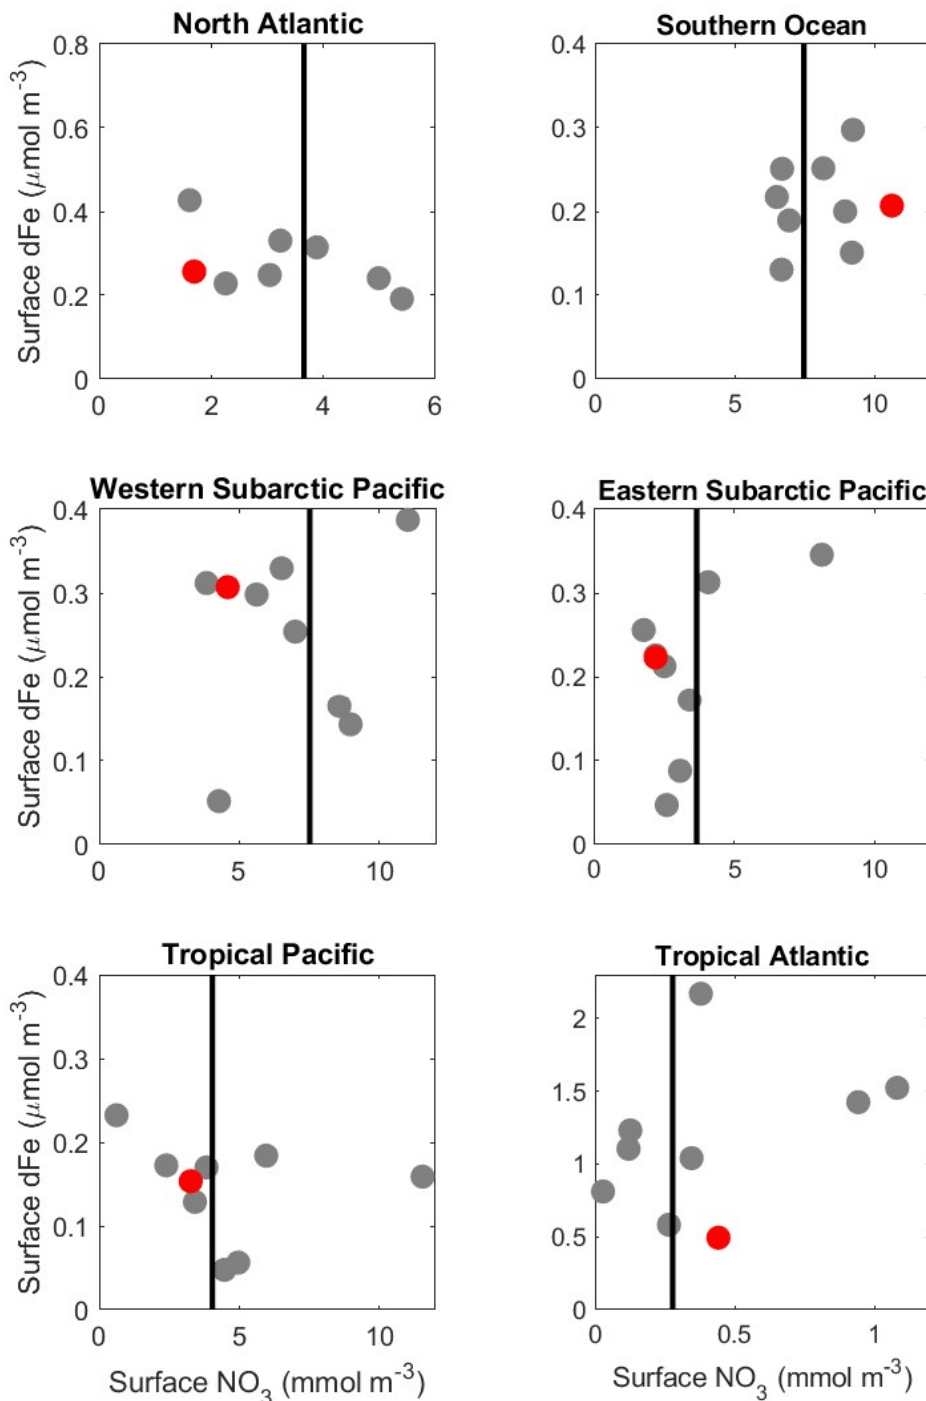 North Atlantic
Surface dFe (μmol m-3)
0.8
0.6
0.4
0.2
0
0 2 4 6
Southern Ocean
0.4
0.3
0.2
0.1
0
0 5 10
Western Subarctic Pacific
Surface dFe (μmol m-3)
0.4
0.3
0.2
0.1
0
0 5 10
Eastern Subarctic Pacific
0.4
0.3
0.2
0.1
0
0 5 10
Tropical Pacific
Surface dFe (μmol m-3)
0.4
0.3
0.2
0.1
0
0 5 10
Surface NO3 (mmol m-3)
Tropical Atlantic
2
1.5
1
0.5
0
0 0.5 1
Surface NO3 (mmol m-3)